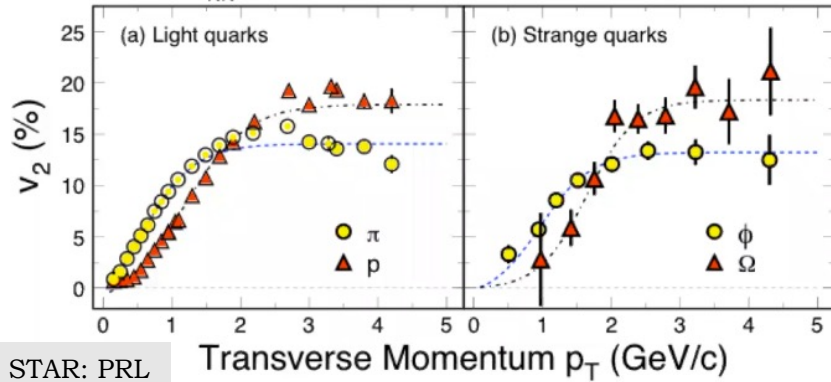 (a) Light quarks
(b) Strange quarks
25
20
15
10
5
0
v2 (%)
π
p
ϕ
Ω
0 1 2 3 4 5
0 1 2 3 4 5
Transverse Momentum pT (GeV/c)
STAR: PRL